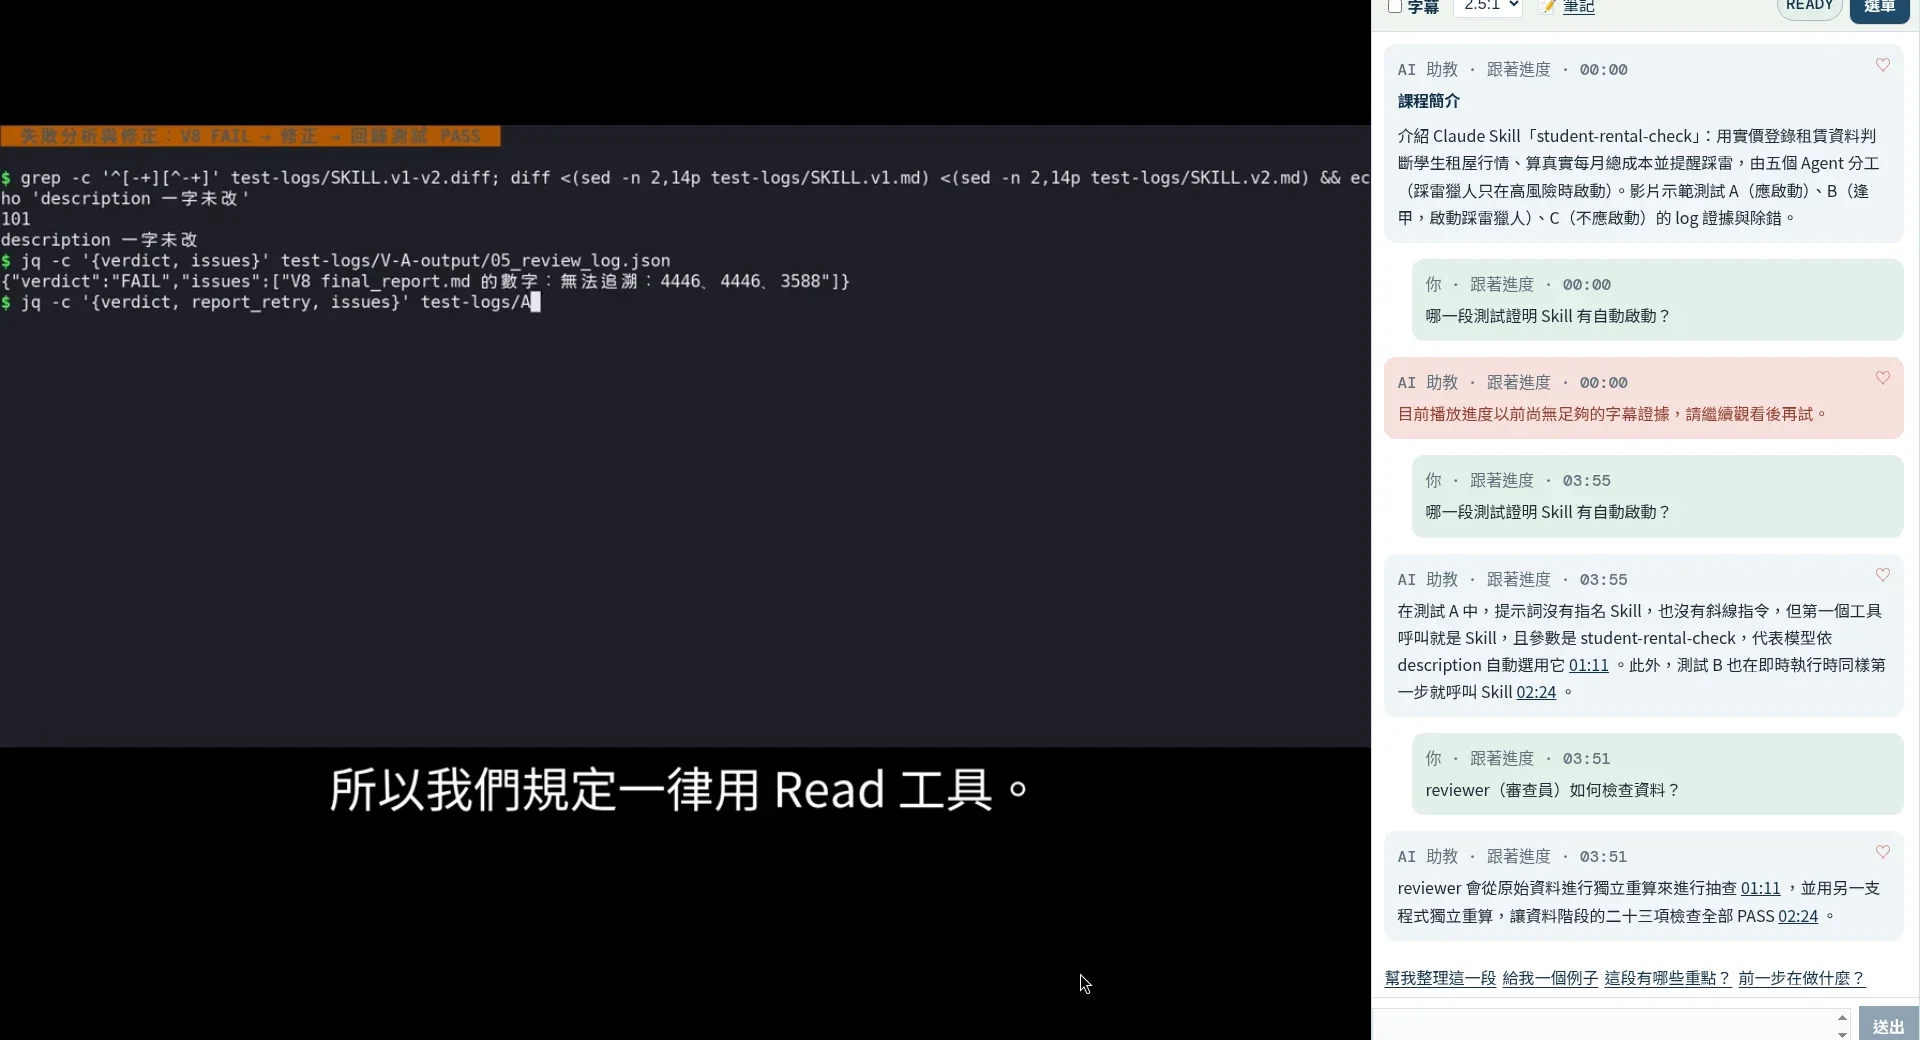 失敗分析與修正：V8 FAIL → 修正 → 回歸測試 PASS
$ grep -c '^[-+][^-+]' test-logs/SKILL.v1-v2.diff; diff <(sed -n 2,14p test-logs/SKILL.v1.md) <(sed -n 2,14p test-logs/SKILL.v2.md) && ec
ho 'description 一字未改'
101
description 一字未改
$ jq -c '{verdict, issues}' test-logs/V-A-output/05_review_log.json
{"verdict":"FAIL","issues":["V8 final_report.md 的數字：無法追溯：4446、4446、3588"]}
$ jq -c '{verdict, report_retry, issues}' test-logs/A
所以我們規定一律用 Read 工具。
字幕 2.5:1 📝 筆記 READY 選單
AI 助教 · 跟著進度 · 00:00 ♡
課程簡介
介紹 Claude Skill「student-rental-check」：用實價登錄租賃資料判
斷學生租屋行情、算真實每月總成本並提醒踩雷，由五個 Agent 分工
（踩雷獵人只在高風險時啟動）。影片示範測試 A（應啟動）、B（逢
甲，啟動踩雷獵人）、C（不應啟動）的 log 證據與除錯。
你 · 跟著進度 · 00:00
哪一段測試證明 Skill 有自動啟動？
AI 助教 · 跟著進度 · 00:00 ♡
目前播放進度以前尚無足夠的字幕證據，請繼續觀看後再試。
你 · 跟著進度 · 03:55
哪一段測試證明 Skill 有自動啟動？
AI 助教 · 跟著進度 · 03:55 ♡
在測試 A 中，提示詞沒有指名 Skill，也沒有斜線指令，但第一個工具
呼叫就是 Skill，且參數是 student-rental-check，代表模型依
description 自動選用它 01:11 。此外，測試 B 也在即時執行時同樣第
一步就呼叫 Skill 02:24 。
你 · 跟著進度 · 03:51
reviewer（審查員）如何檢查資料？
AI 助教 · 跟著進度 · 03:51 ♡
reviewer 會從原始資料進行獨立重算來進行抽查 01:11 ，並用另一支
程式獨立重算，讓資料階段的二十三項檢查全部 PASS 02:24 。
幫我整理這一段 給我一個例子 這段有哪些重點？ 前一步在做什麼？
送出